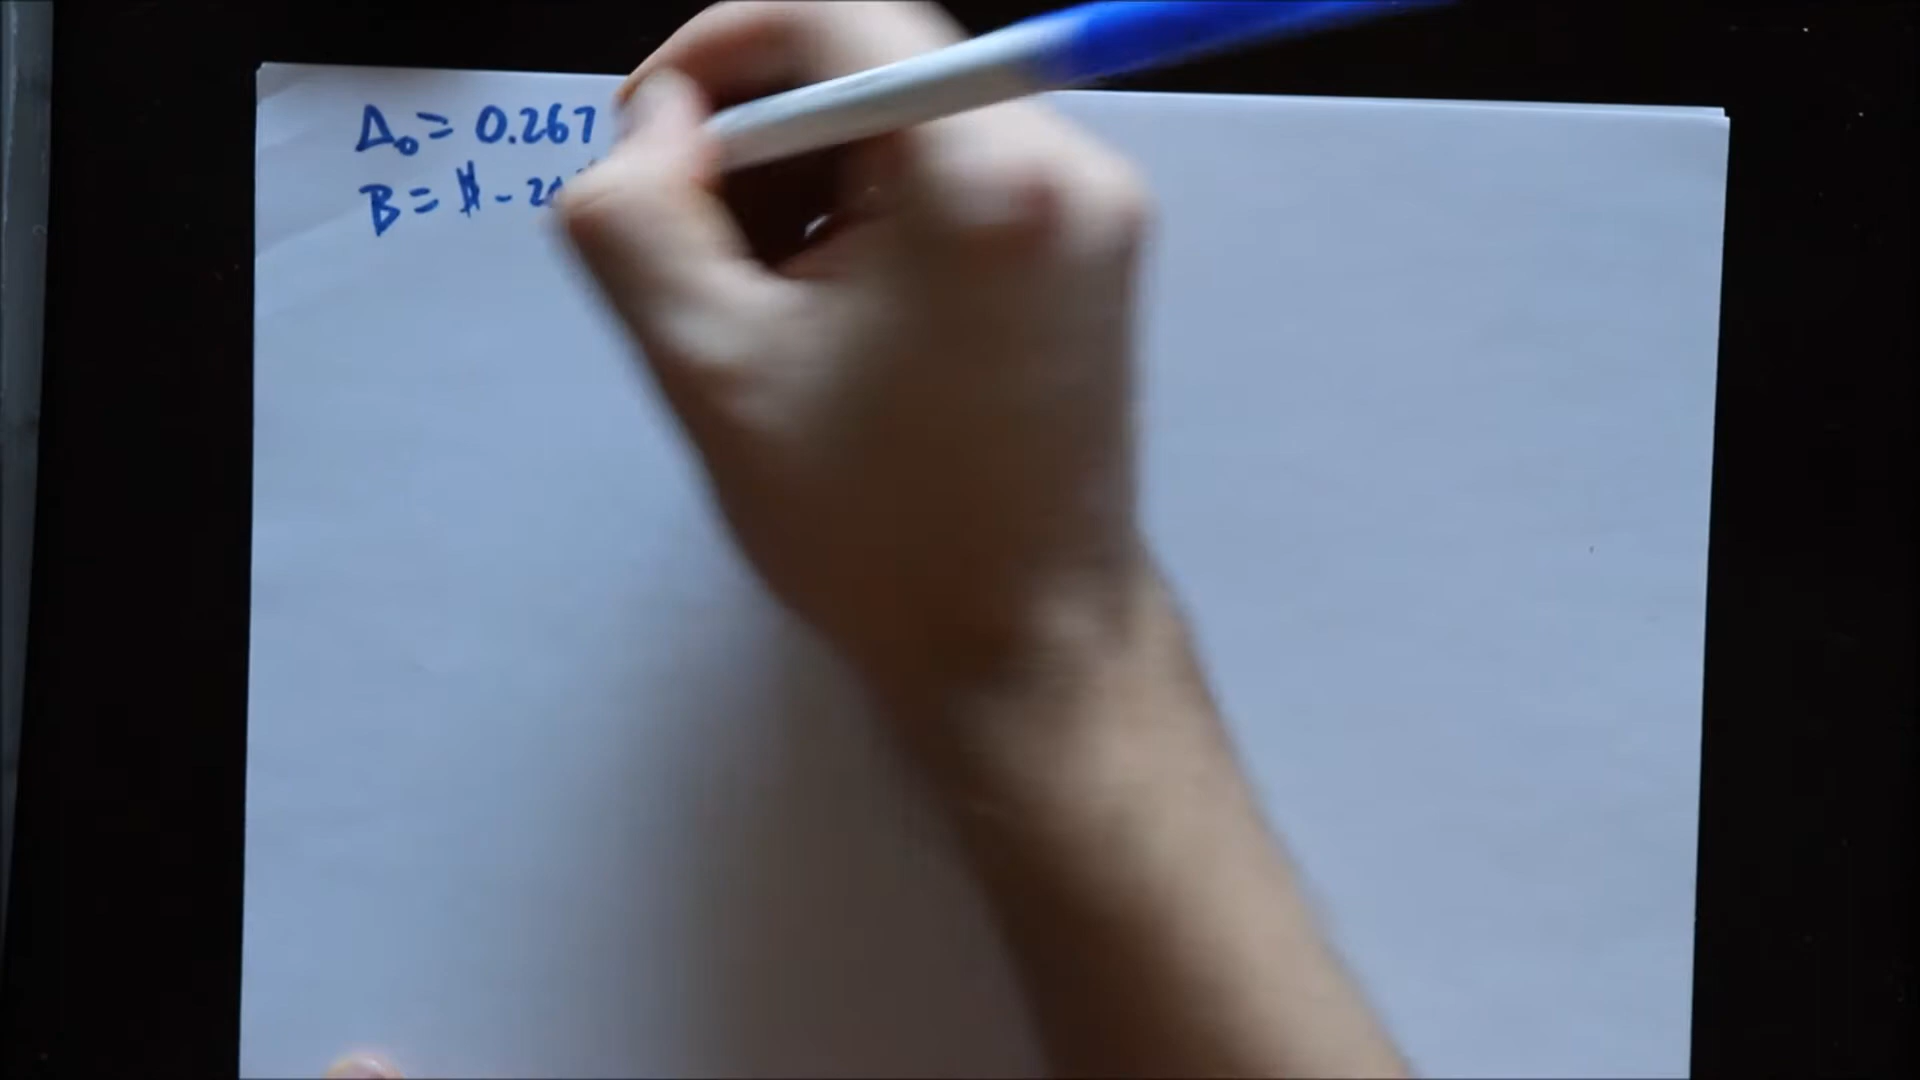 Δ₀ = 0.267
B = $ -